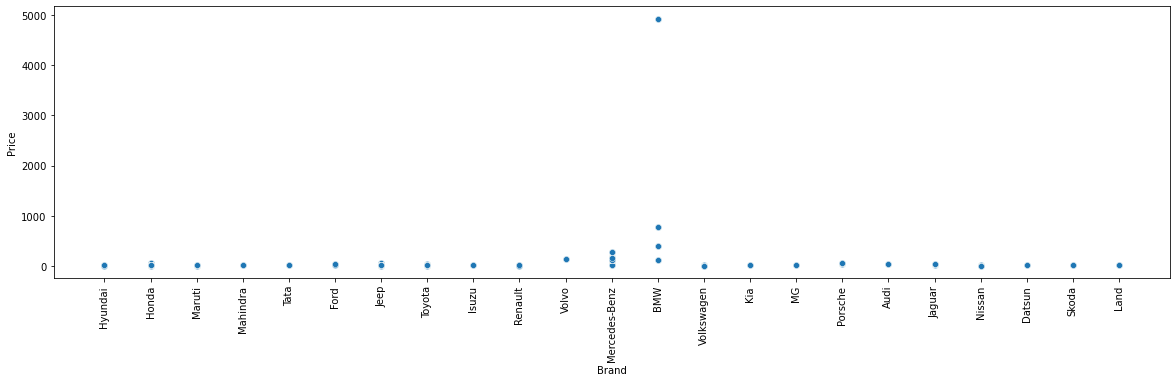 5000
4000
3000
2000
1000
0
Price
Hyundai
Honda
Maruti
Mahindra
Tata
Ford
Jeep
Toyota
Isuzu
Renault
Volvo
Mercedes-Benz
BMW
Volkswagen
Kia
MG
Porsche
Audi
Jaguar
Nissan
Datsun
Skoda
Land
Brand